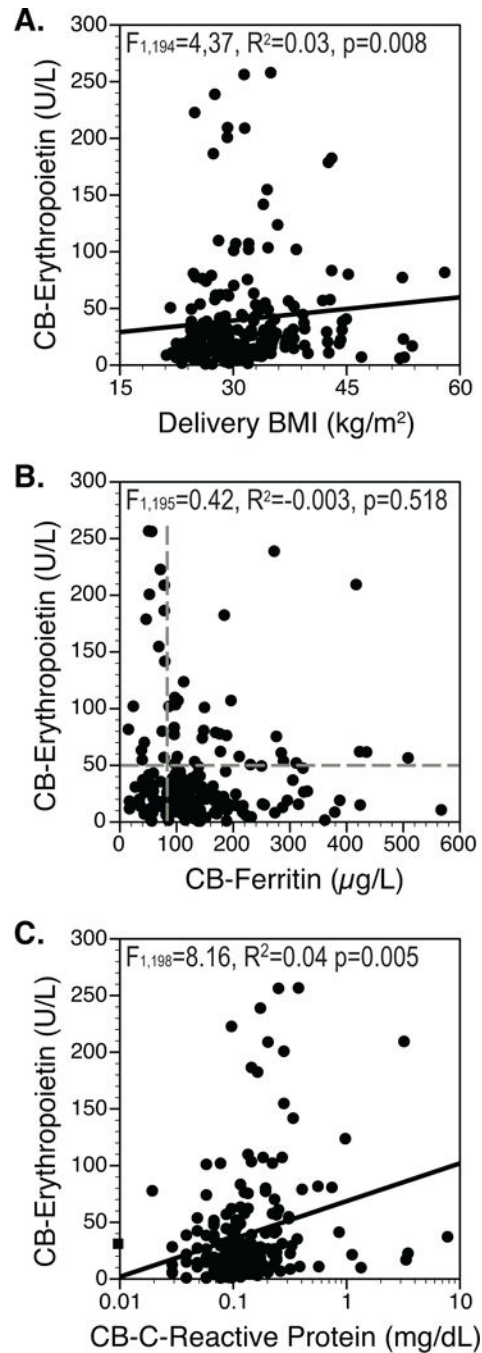 A.
F1,194=4,37, R²=0.03, p=0.008
300
250
200
150
100
50
0
CB-Erythropoietin (U/L)
15 30 45 60
Delivery BMI (kg/m²)
B.
F1,195=0.42, R²=-0.003, p=0.518
300
250
200
150
100
50
0
CB-Erythropoietin (U/L)
0 100 200 300 400 500 600
CB-Ferritin (µg/L)
C.
F1,198=8.16, R²=0.04 p=0.005
300
250
200
150
100
50
0
CB-Erythropoietin (U/L)
0.01 0.1 1 10
CB-C-Reactive Protein (mg/dL)